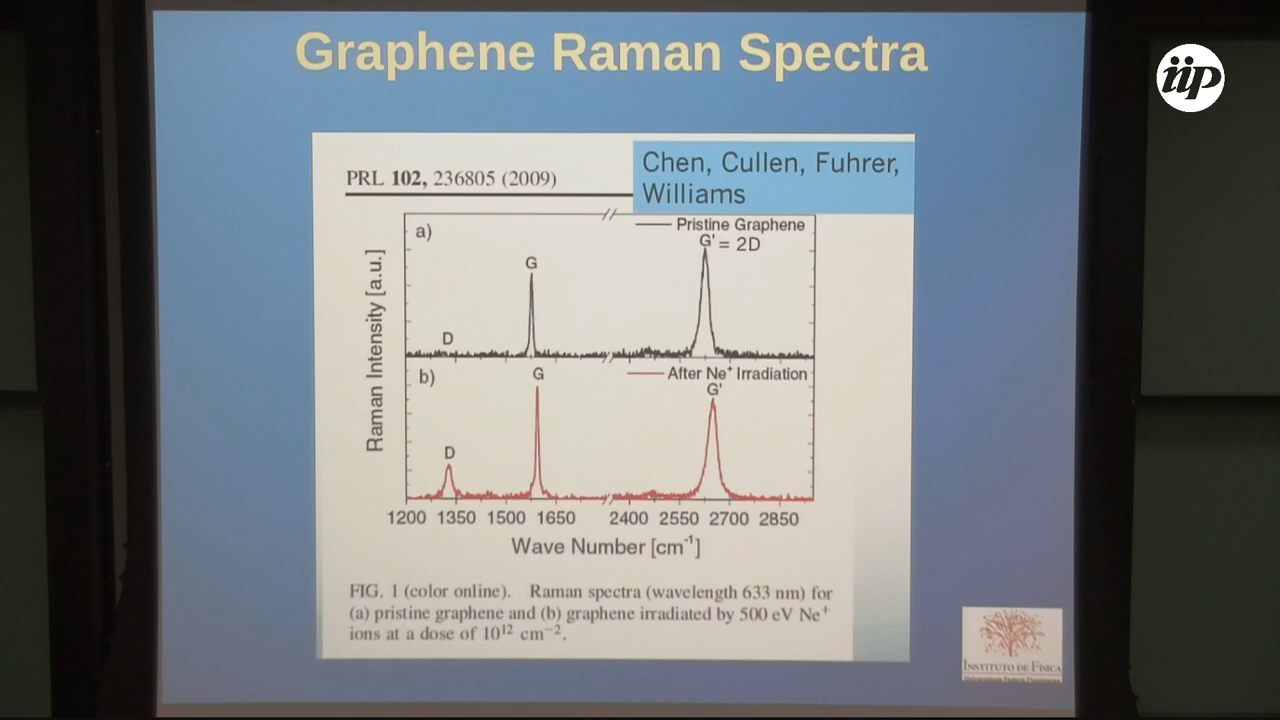 Graphene Raman Spectra
iip
PRL 102, 236805 (2009)
Chen, Cullen, Fuhrer,
Williams
a)
Pristine Graphene
G' = 2D
G
D
Raman Intensity [a.u.]
b)
G
After Ne⁺ Irradiation
G'
D
1200 1350 1500 1650 2400 2550 2700 2850
Wave Number [cm⁻¹]
FIG. 1 (color online). Raman spectra (wavelength 633 nm) for
(a) pristine graphene and (b) graphene irradiated by 500 eV Ne⁺
ions at a dose of 10¹² cm⁻².
INSTITUTO DE FÍSICA